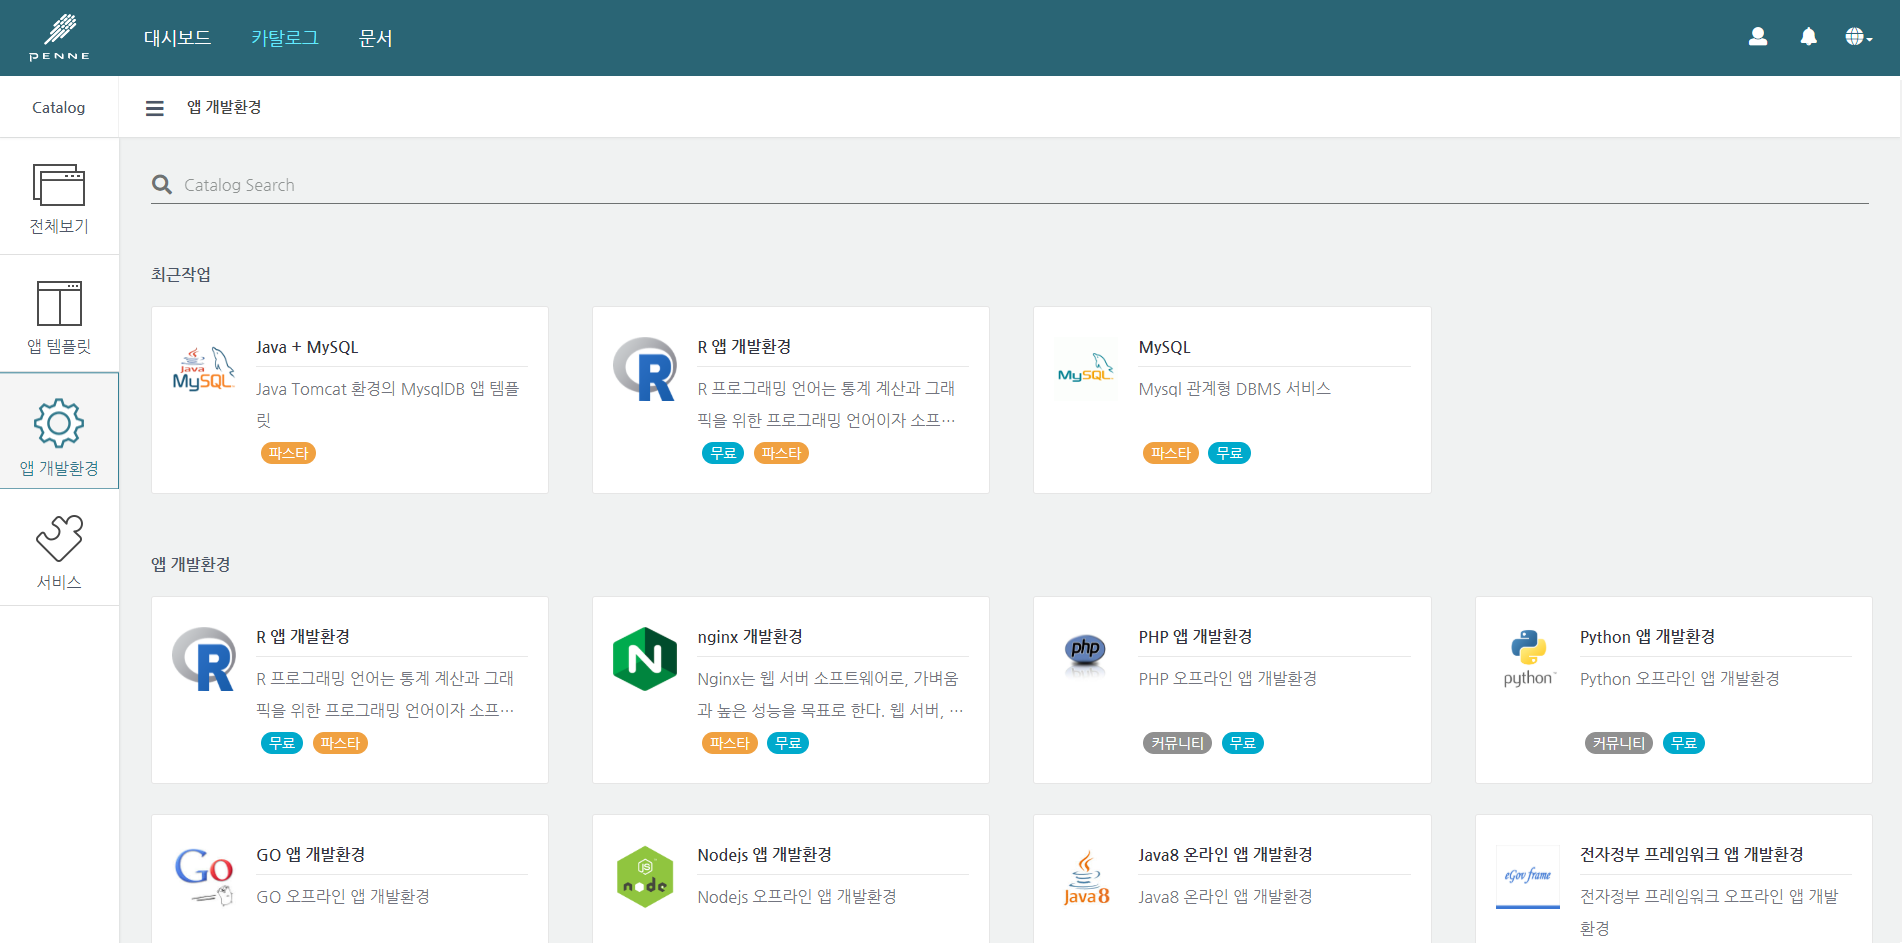 PENNE
대시보드
카탈로그
문서
Catalog
앱 개발환경
전체보기
앱 템플릿
앱 개발환경
서비스
Catalog Search
최근작업
Java
MySQL
Java + MySQL
Java Tomcat 환경의 MysqlDB 앱 템플
릿
파스타
R
R 앱 개발환경
R 프로그래밍 언어는 통계 계산과 그래
픽을 위한 프로그래밍 언어이자 소프…
무료 파스타
MySQL
MySQL
Mysql 관계형 DBMS 서비스
파스타 무료
앱 개발환경
R
R 앱 개발환경
R 프로그래밍 언어는 통계 계산과 그래
픽을 위한 프로그래밍 언어이자 소프…
무료 파스타
N
nginx 개발환경
Nginx는 웹 서버 소프트웨어로, 가벼움
과 높은 성능을 목표로 한다. 웹 서버, …
파스타 무료
php
PHP 앱 개발환경
PHP 오프라인 앱 개발환경
커뮤니티 무료
python
Python 앱 개발환경
Python 오프라인 앱 개발환경
커뮤니티 무료
Go
GO 앱 개발환경
GO 오프라인 앱 개발환경
JS
node
Nodejs 앱 개발환경
Nodejs 오프라인 앱 개발환경
Java8
Java8 온라인 앱 개발환경
Java8 온라인 앱 개발환경
eGov frame
전자정부 프레임워크 앱 개발환경
전자정부 프레임워크 오프라인 앱 개발
환경